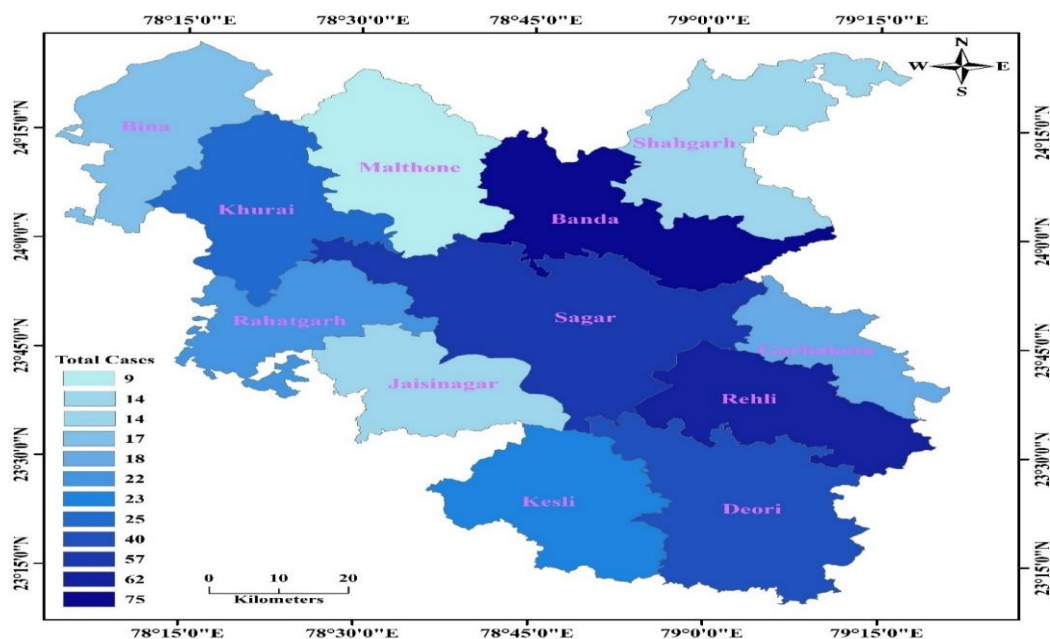 78°15'0"E 78°30'0"E 78°45'0"E 79°0'0"E 79°15'0"E
N
W E
S
24°15'0"N
24°15'0"N
Bina
Malthone
Shahgarh
Khurai
Banda
24°0'0"N
24°0'0"N
Rahatgarh
Sagar
Garhakota
23°45'0"N
23°45'0"N
Jaisinagar
Rehli
Total Cases
9
14
14
17
18
22
23
25
40
57
62
75
23°30'0"N
23°30'0"N
Kesli
Deori
23°15'0"N
23°15'0"N
0 10 20
Kilometers
78°15'0"E 78°30'0"E 78°45'0"E 79°0'0"E 79°15'0"E